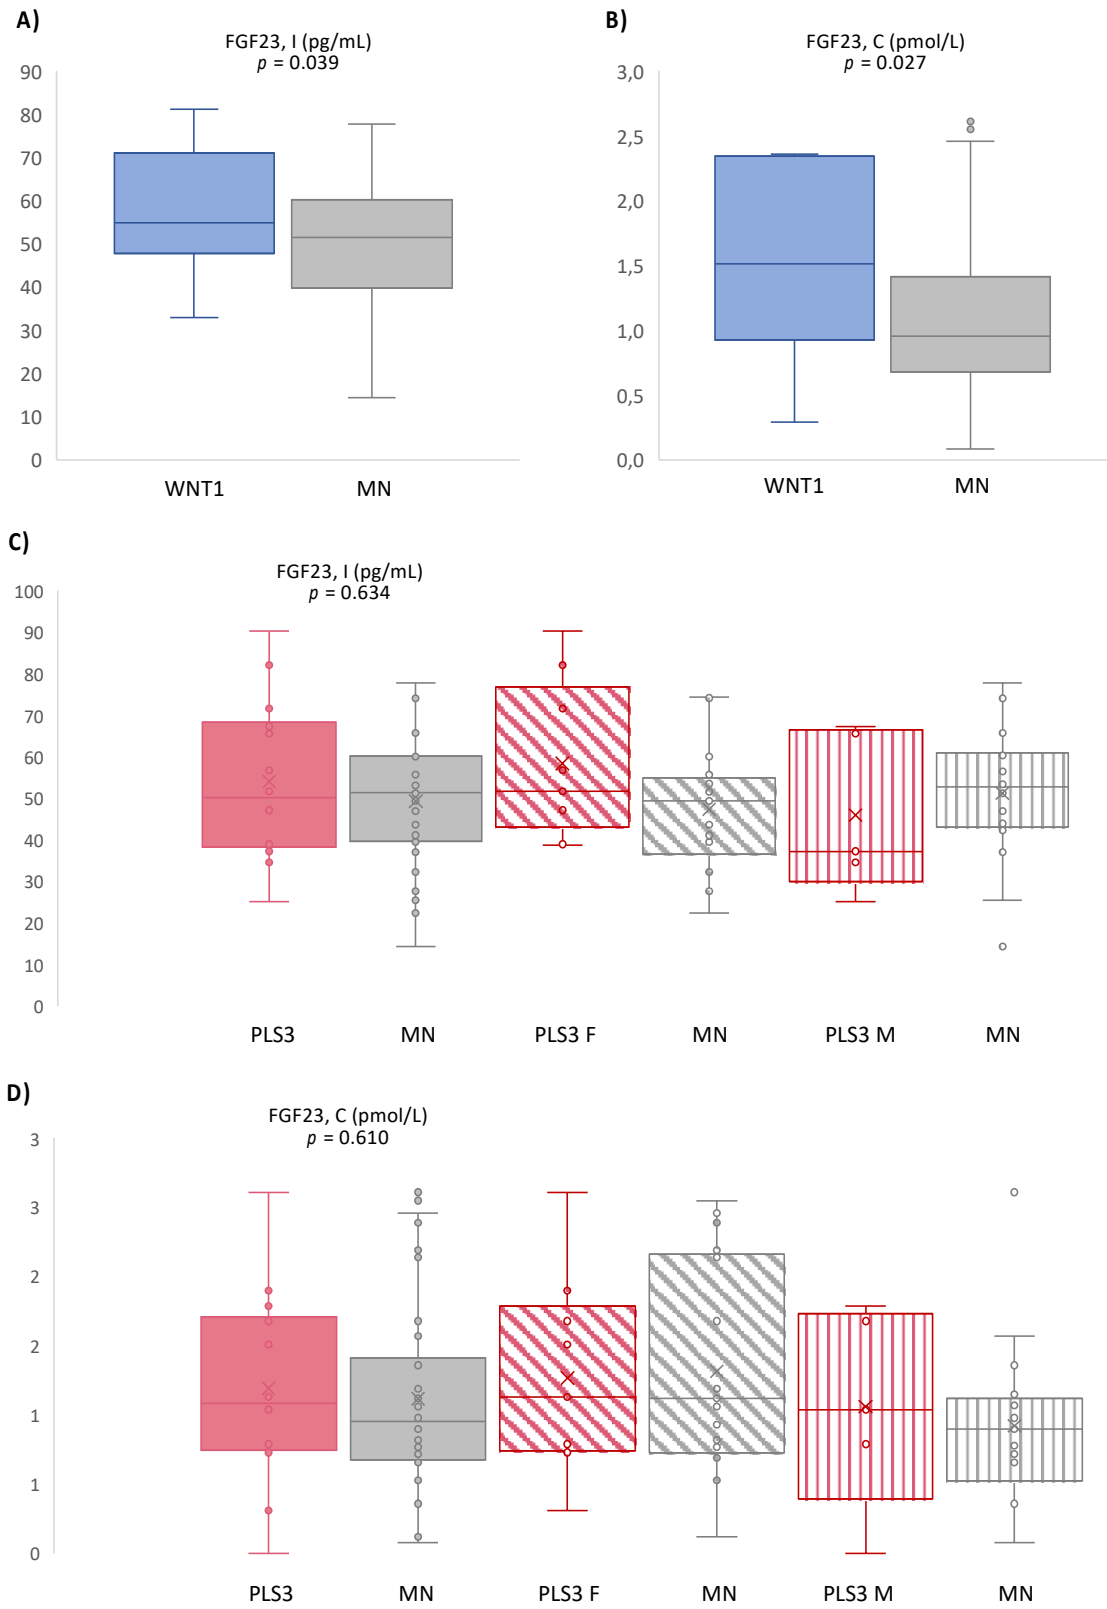 A)
FGF23, I (pg/mL)
p = 0.039
90
80
70
60
50
40
30
20
10
0
WNT1 MN
B)
FGF23, C (pmol/L)
p = 0.027
3,0
2,5
2,0
1,5
1,0
0,5
0,0
WNT1 MN
C)
FGF23, I (pg/mL)
p = 0.634
100
90
80
70
60
50
40
30
20
10
0
PLS3 MN PLS3 F MN PLS3 M MN
D)
FGF23, C (pmol/L)
p = 0.610
3
3
2
2
1
1
0
PLS3 MN PLS3 F MN PLS3 M MN